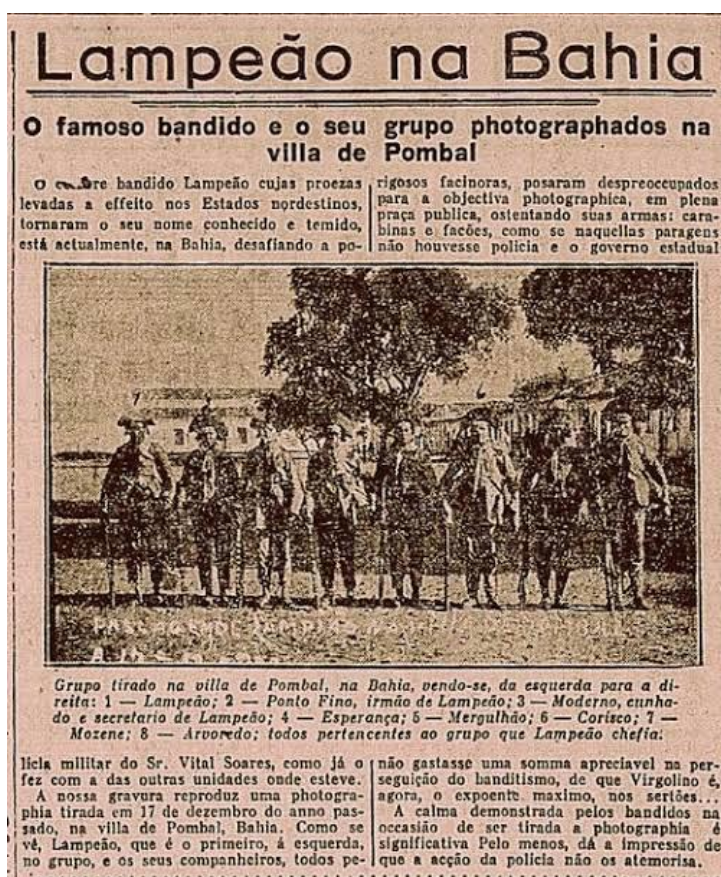 Lampeão na Bahia
O famoso bandido e o seu grupo photographados na
villa de Pombal
O bandido Lampeão cujas proezas
levadas a effeito nos Estados nordestinos,
tornaram o seu nome conhecido e temido,
está actualmente, na Bahia, desafiando a po-
licia militar do Sr. Vital Soares, como já o
fez com a das outras unidades onde esteve.
A nossa gravura reproduz uma photogra-
phia tirada em 17 de dezembro do anno pas-
sado, na villa de Pombal, Bahia. Como se
vê, Lampeão, que é o primeiro, á esquerda,
no grupo, e os seus companheiros, todos pe-
rigosos facinoras, posaram despreoccupados
para a objectiva photographica, em plena
praça publica, ostentando suas armas: cara-
binas e facões, como se naquellas paragens
não houvesse policia e o governo estadual
não gastasse uma somma apreciavel na per-
seguição do banditismo, de que Virgolino é,
agora, o expoente maximo, nos sertões...
A calma demonstrada pelos bandidos na
occasião de ser tirada a photographia é
significativa Pelo menos, dá a impressão de
que a acção da policia não os atemorisa.
Grupo tirado na villa de Pombal, na Bahia, vendo-se, da esquerda para a di-
reita: 1 — Lampeão; 2 — Ponto Fino, irmão de Lampeão; 3 — Moderno, cunha-
do e secretario de Lampeão; 4 — Esperança; 5 — Mergulhão; 6 — Corisco; 7 —
Mozene; 8 — Arvoredo; todos pertencentes ao grupo que Lampeão chefia.